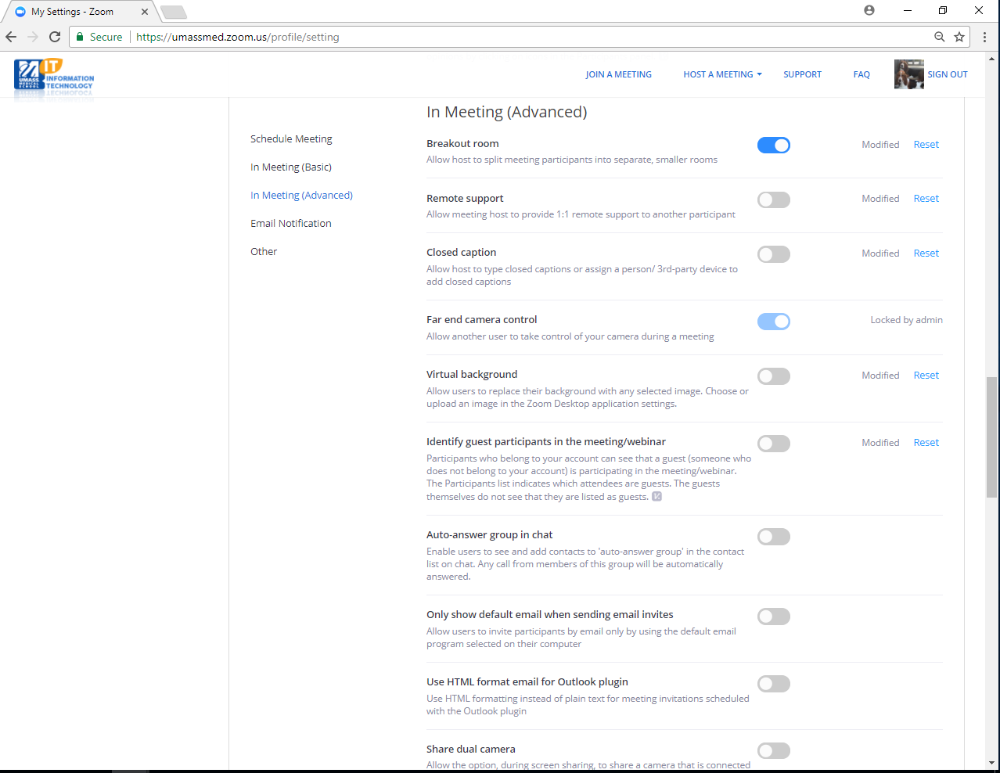 My Settings - Zoom
Secure
https://umassmed.zoom.us/profile/setting
UMASS
MEDICAL
SCHOOL
IT
INFORMATION
TECHNOLOGY
JOIN A MEETING
HOST A MEETING
SUPPORT
FAQ
SIGN OUT
Schedule Meeting
In Meeting (Basic)
In Meeting (Advanced)
Email Notification
Other
In Meeting (Advanced)
Breakout room
Modified Reset
Allow host to split meeting participants into separate, smaller rooms
Remote support
Modified Reset
Allow meeting host to provide 1:1 remote support to another participant
Closed caption
Modified Reset
Allow host to type closed captions or assign a person/ 3rd-party device to
add closed captions
Far end camera control
Locked by admin
Allow another user to take control of your camera during a meeting
Virtual background
Modified Reset
Allow users to replace their background with any selected image. Choose or
upload an image in the Zoom Desktop application settings.
Identify guest participants in the meeting/webinar
Modified Reset
Participants who belong to your account can see that a guest (someone who
does not belong to your account) is participating in the meeting/webinar.
The Participants list indicates which attendees are guests. The guests
themselves do not see that they are listed as guests.
Auto-answer group in chat
Enable users to see and add contacts to 'auto-answer group' in the contact
list on chat. Any call from members of this group will be automatically
answered.
Only show default email when sending email invites
Allow users to invite participants by email only by using the default email
program selected on their computer
Use HTML format email for Outlook plugin
Use HTML formatting instead of plain text for meeting invitations scheduled
with the Outlook plugin
Share dual camera
Allow the option, during screen sharing, to share a camera that is connected